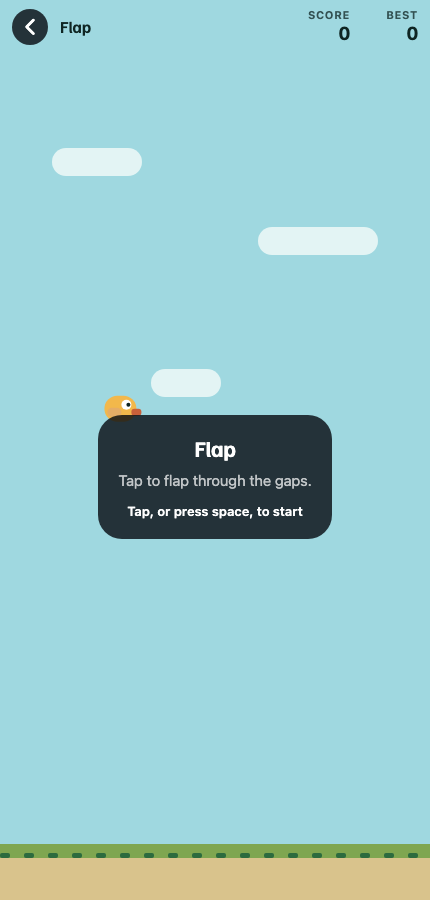 Flap
SCORE
0
BEST
0
Flap
Tap to flap through the gaps.
Tap, or press space, to start